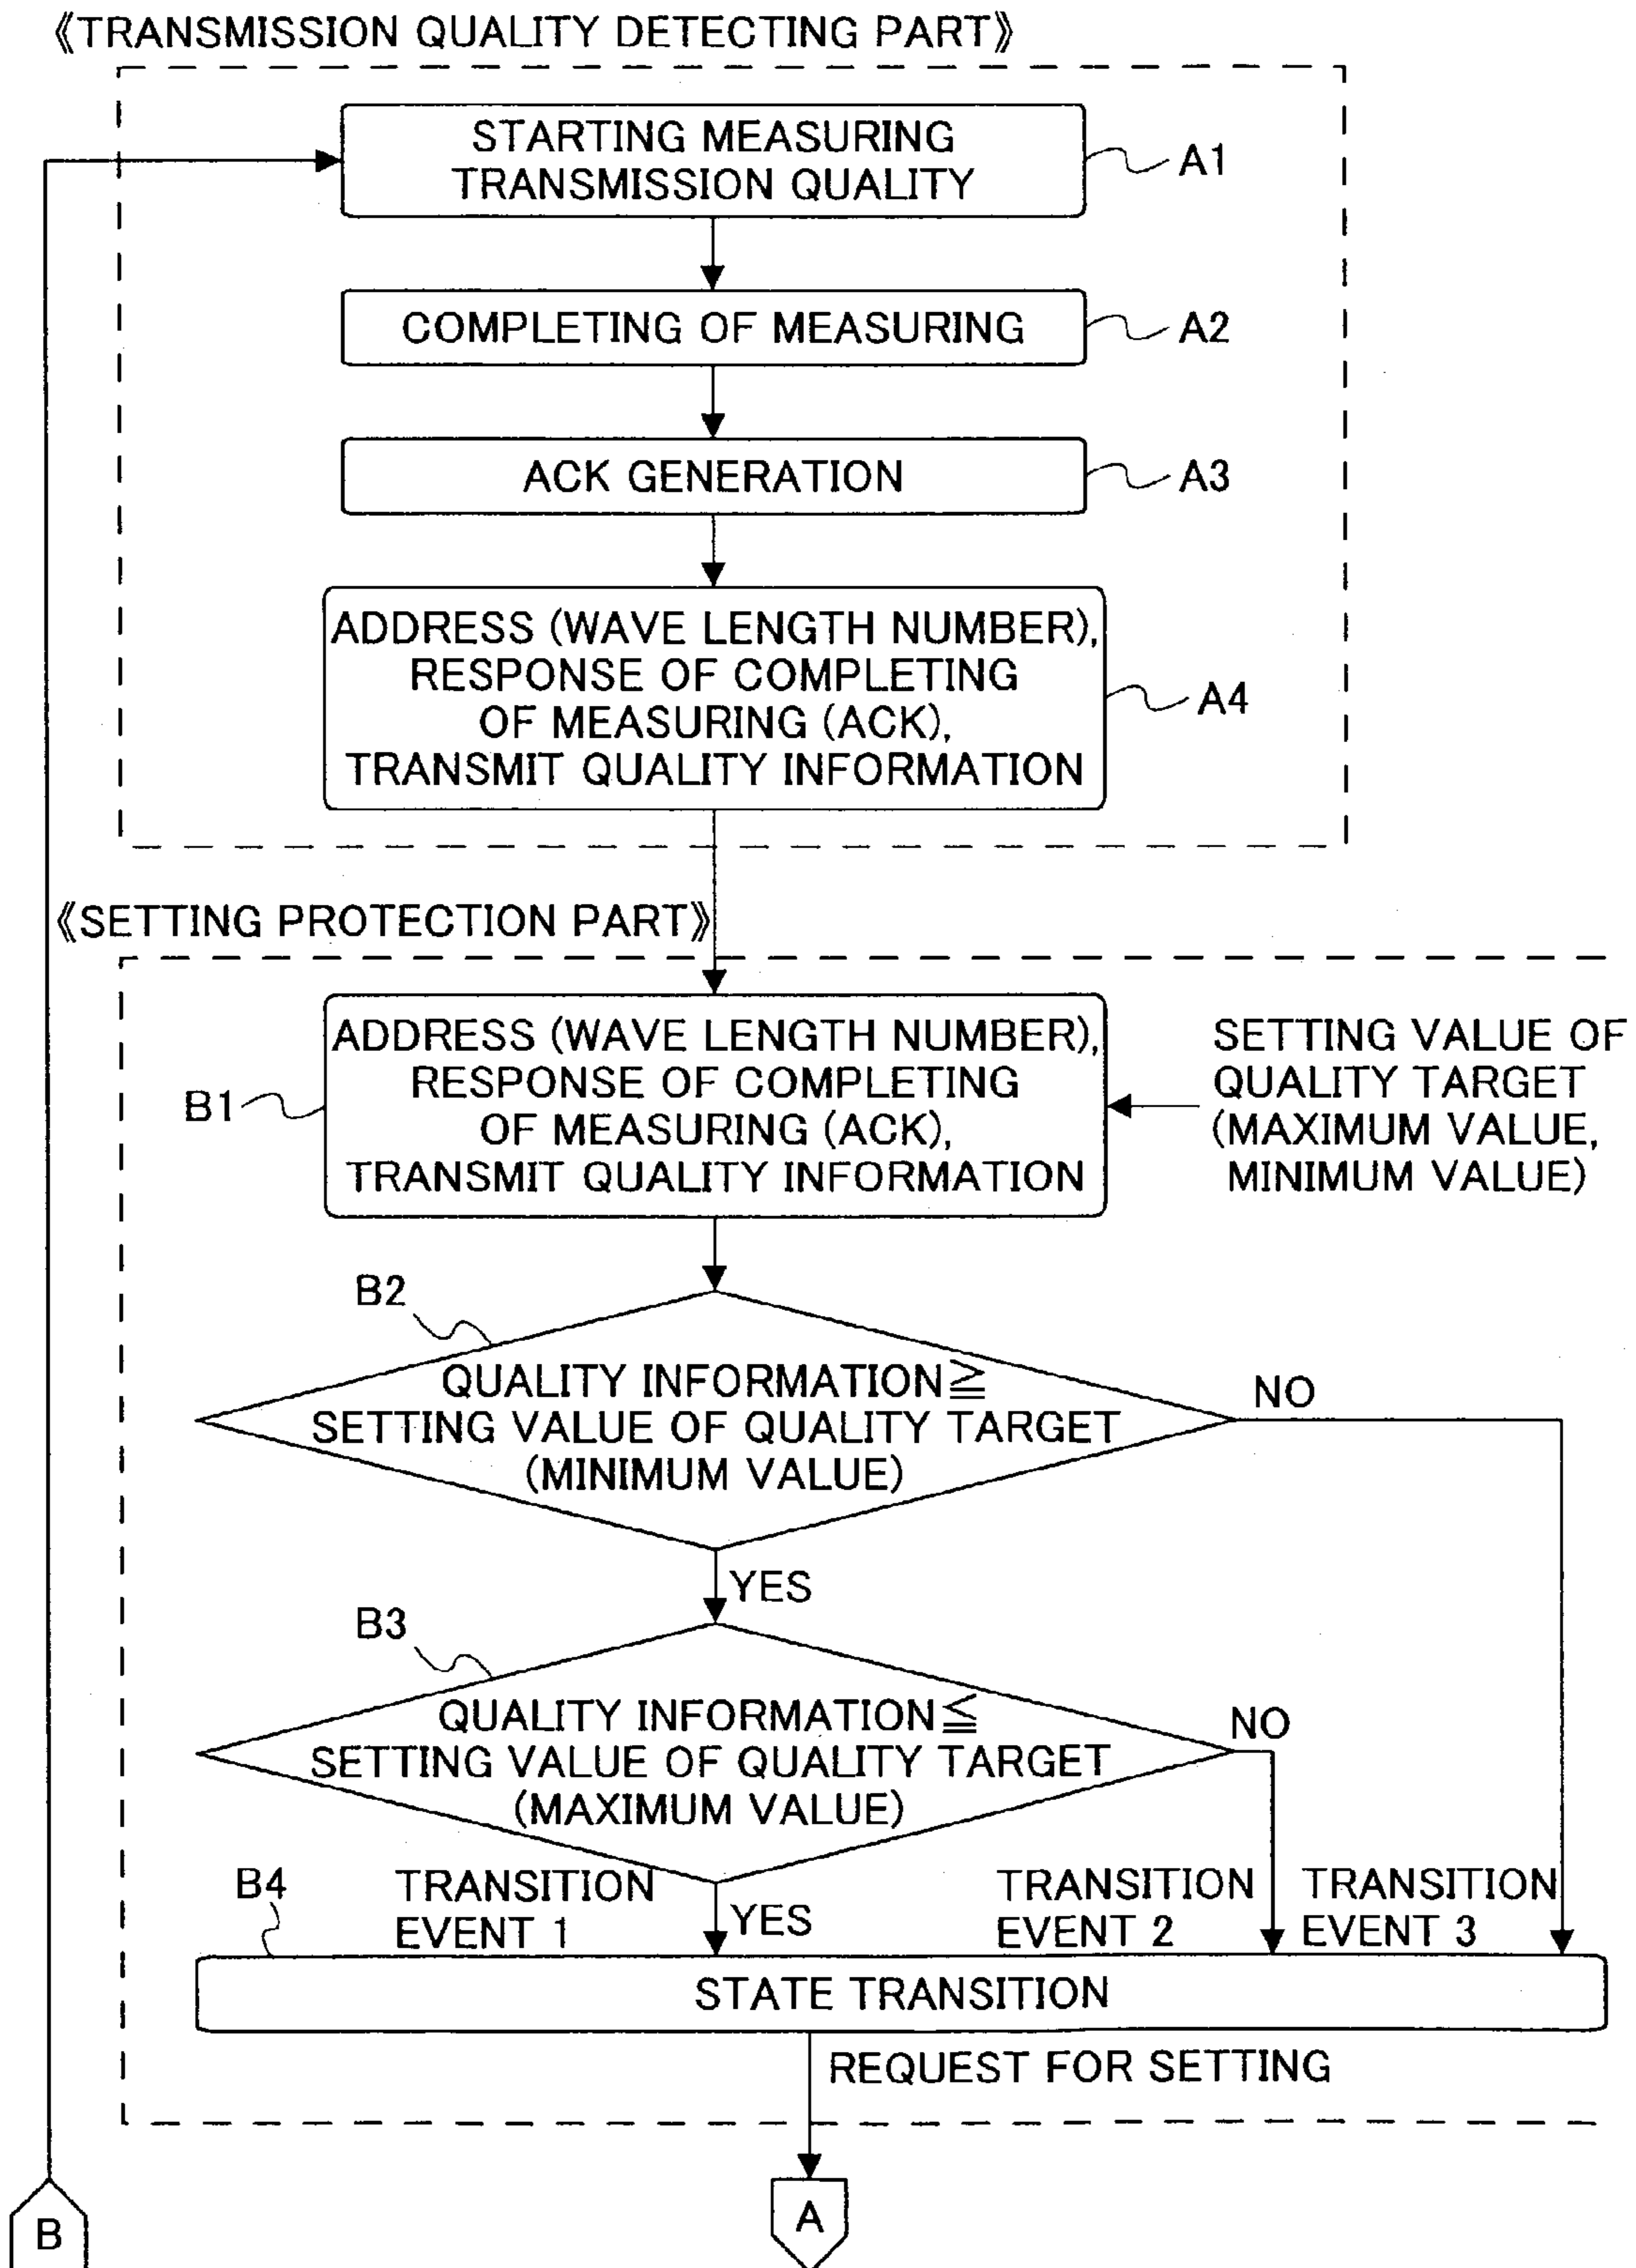 《TRANSMISSION QUALITY DETECTING PART》
STARTING MEASURING
TRANSMISSION QUALITY
A1
COMPLETING OF MEASURING
A2
ACK GENERATION
A3
ADDRESS (WAVE LENGTH NUMBER),
RESPONSE OF COMPLETING
OF MEASURING (ACK),
TRANSMIT QUALITY INFORMATION
A4
《SETTING PROTECTION PART》
ADDRESS (WAVE LENGTH NUMBER),
RESPONSE OF COMPLETING
OF MEASURING (ACK),
TRANSMIT QUALITY INFORMATION
B1
SETTING VALUE OF
QUALITY TARGET
(MAXIMUM VALUE,
MINIMUM VALUE)
B2
QUALITY INFORMATION≧
SETTING VALUE OF QUALITY TARGET
(MINIMUM VALUE)
NO
YES
B3
QUALITY INFORMATION≦
SETTING VALUE OF QUALITY TARGET
(MAXIMUM VALUE)
NO
B4
TRANSITION
EVENT 1
YES
TRANSITION
EVENT 2
TRANSITION
EVENT 3
STATE TRANSITION
REQUEST FOR SETTING
B
A